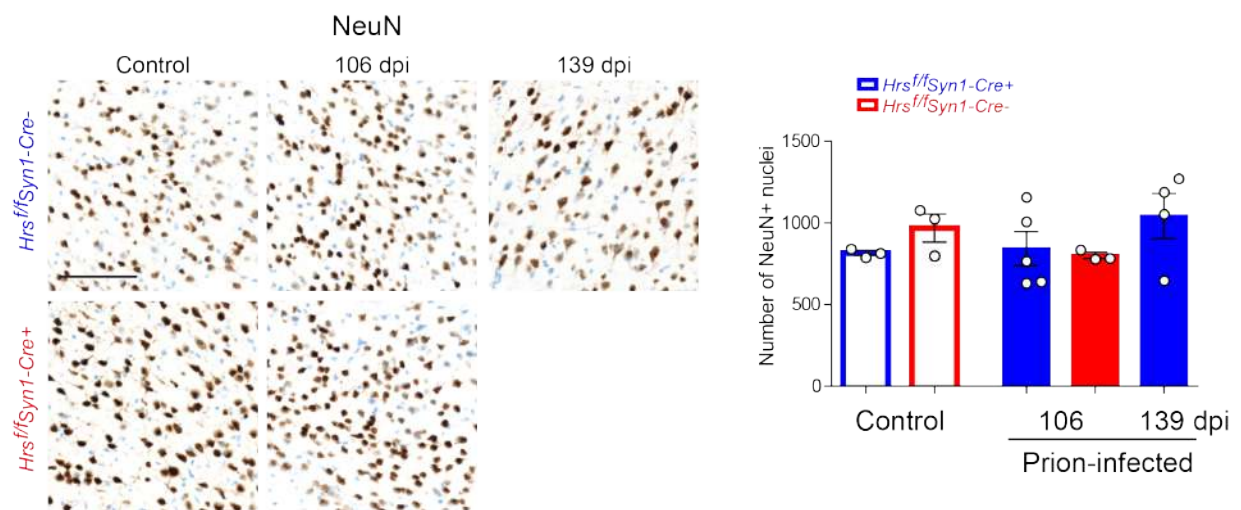 NeuN
Control 106 dpi 139 dpi
Hrsf/fSyn1-Cre-
Hrsf/fSyn1-Cre+
Hrsf/fSyn1-Cre+
Hrsf/fSyn1-Cre-
Number of NeuN+ nuclei
1500
1000
500
0
Control 106 139 dpi
Prion-infected